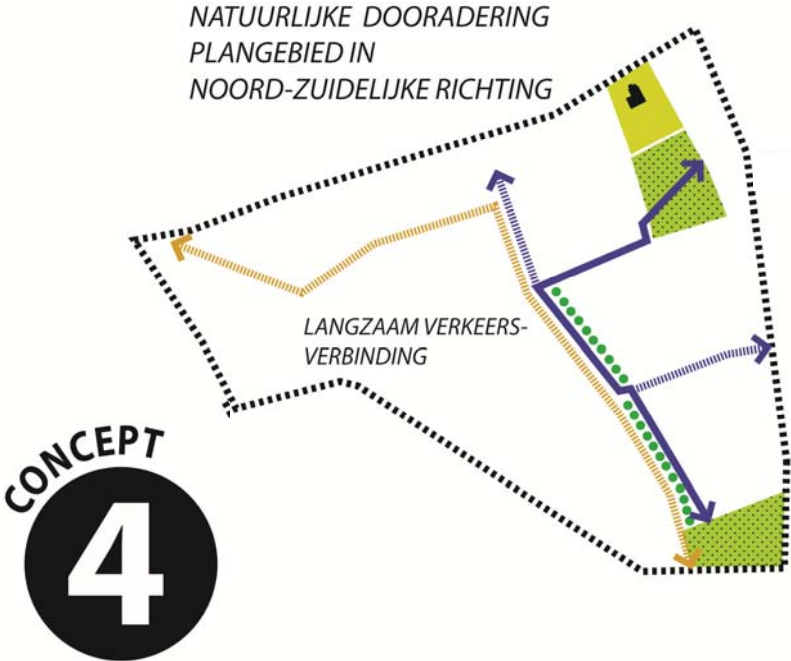 NATUURLIJKE DOORADERING
PLANGEBIED IN
NOORD-ZUIDELIJKE RICHTING
LANGZAAM VERKEERS-
VERBINDING
CONCEPT
4